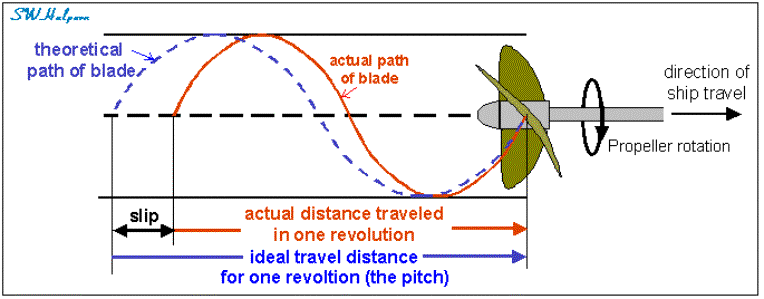 SWHalpern
theoretical
path of blade
actual path
of blade
direction of
ship travel
Propeller rotation
slip
actual distance traveled
in one revolution
ideal travel distance
for one revoltion (the pitch)